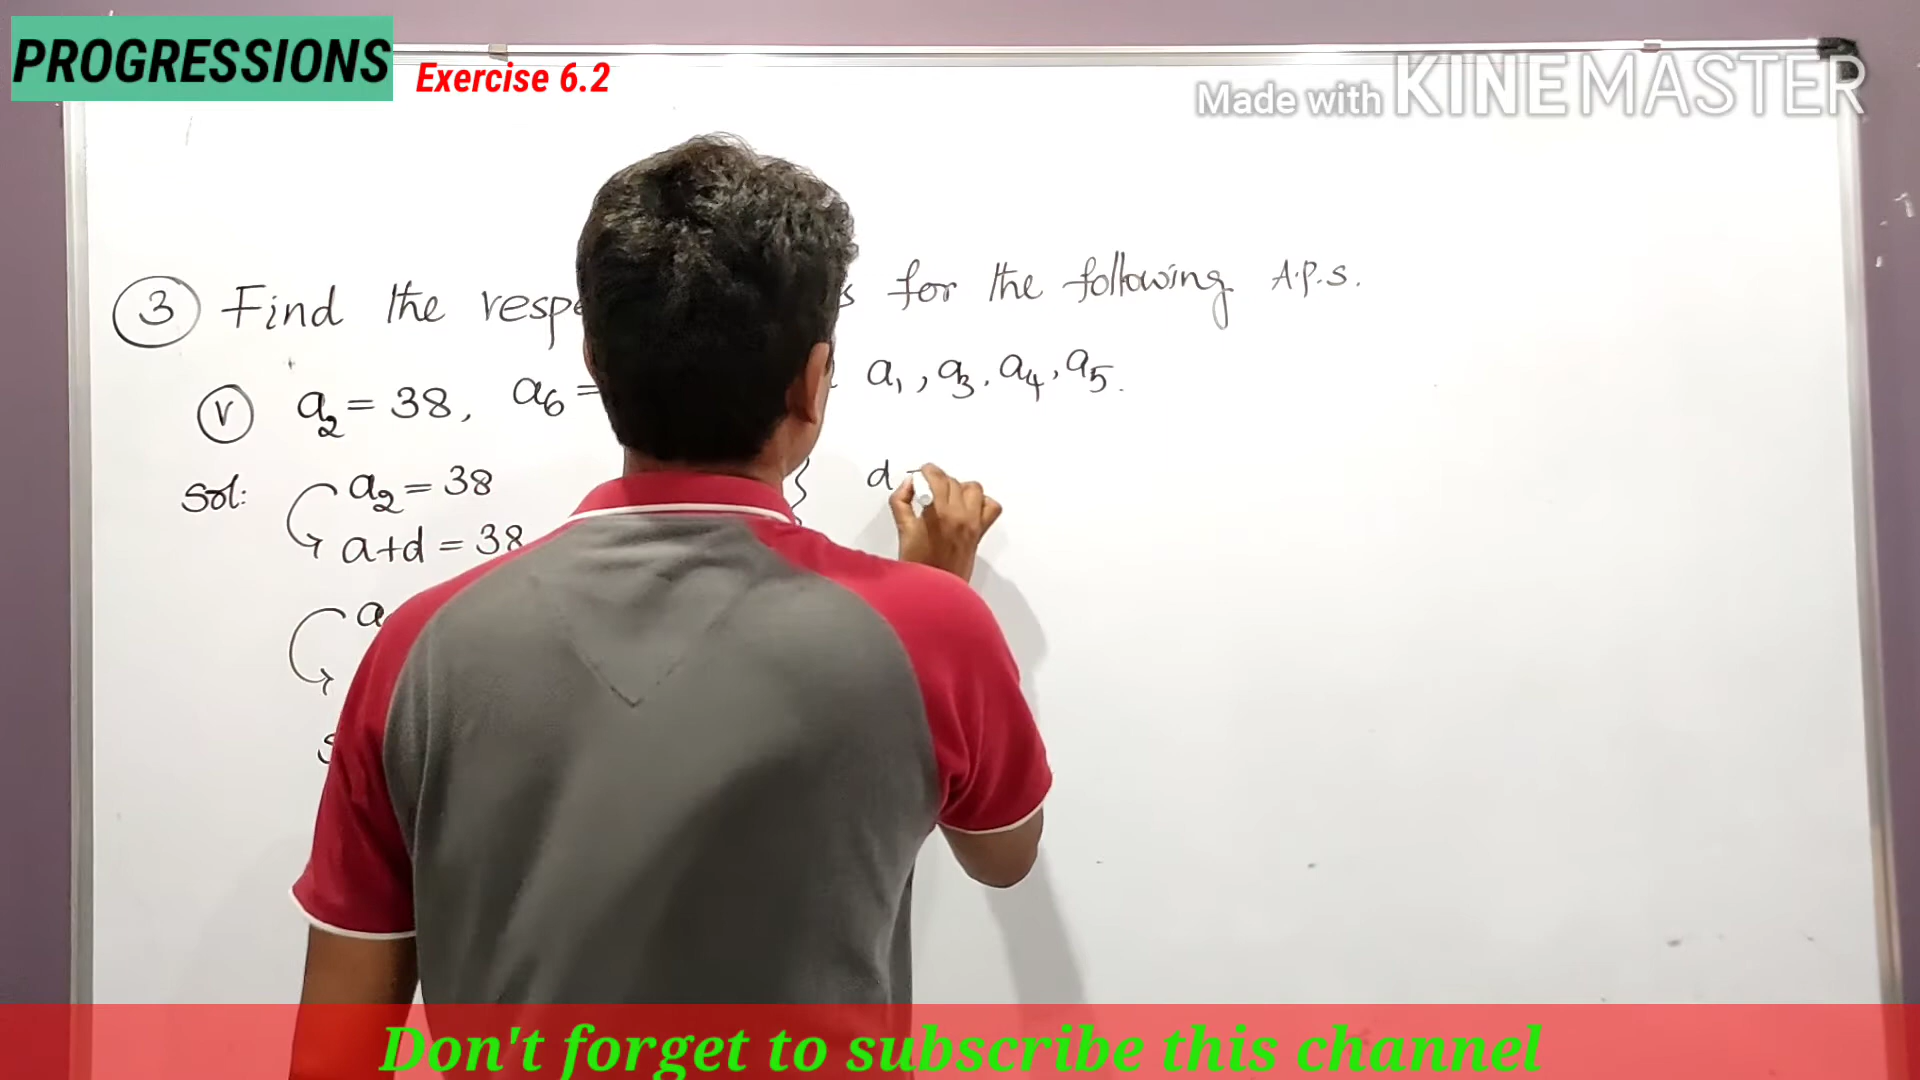 PROGRESSIONS
Exercise 6.2
Made with KINEMASTER
3 Find the for the following A.P.s.
v a2 = 38, a6 = a1, a3, a4, a5.
Sol: a2 = 38
d
a+d = 38
a
Don't forget to subscribe this channel